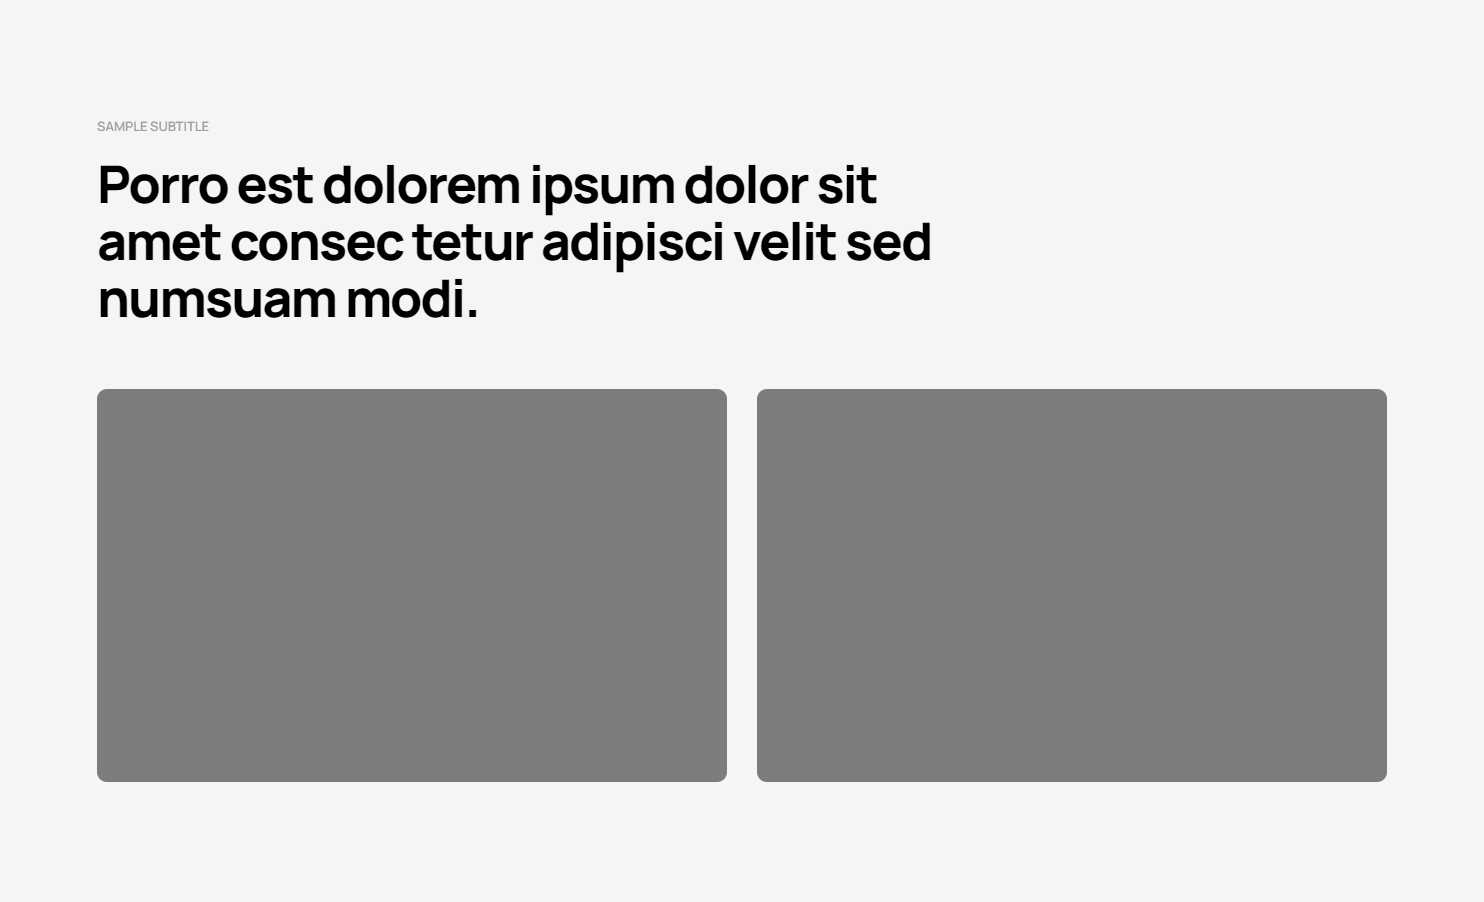 SAMPLE SUBTITLE
Porro est dolorem ipsum dolor sit
amet consec tetur adipisci velit sed
numsuam modi.